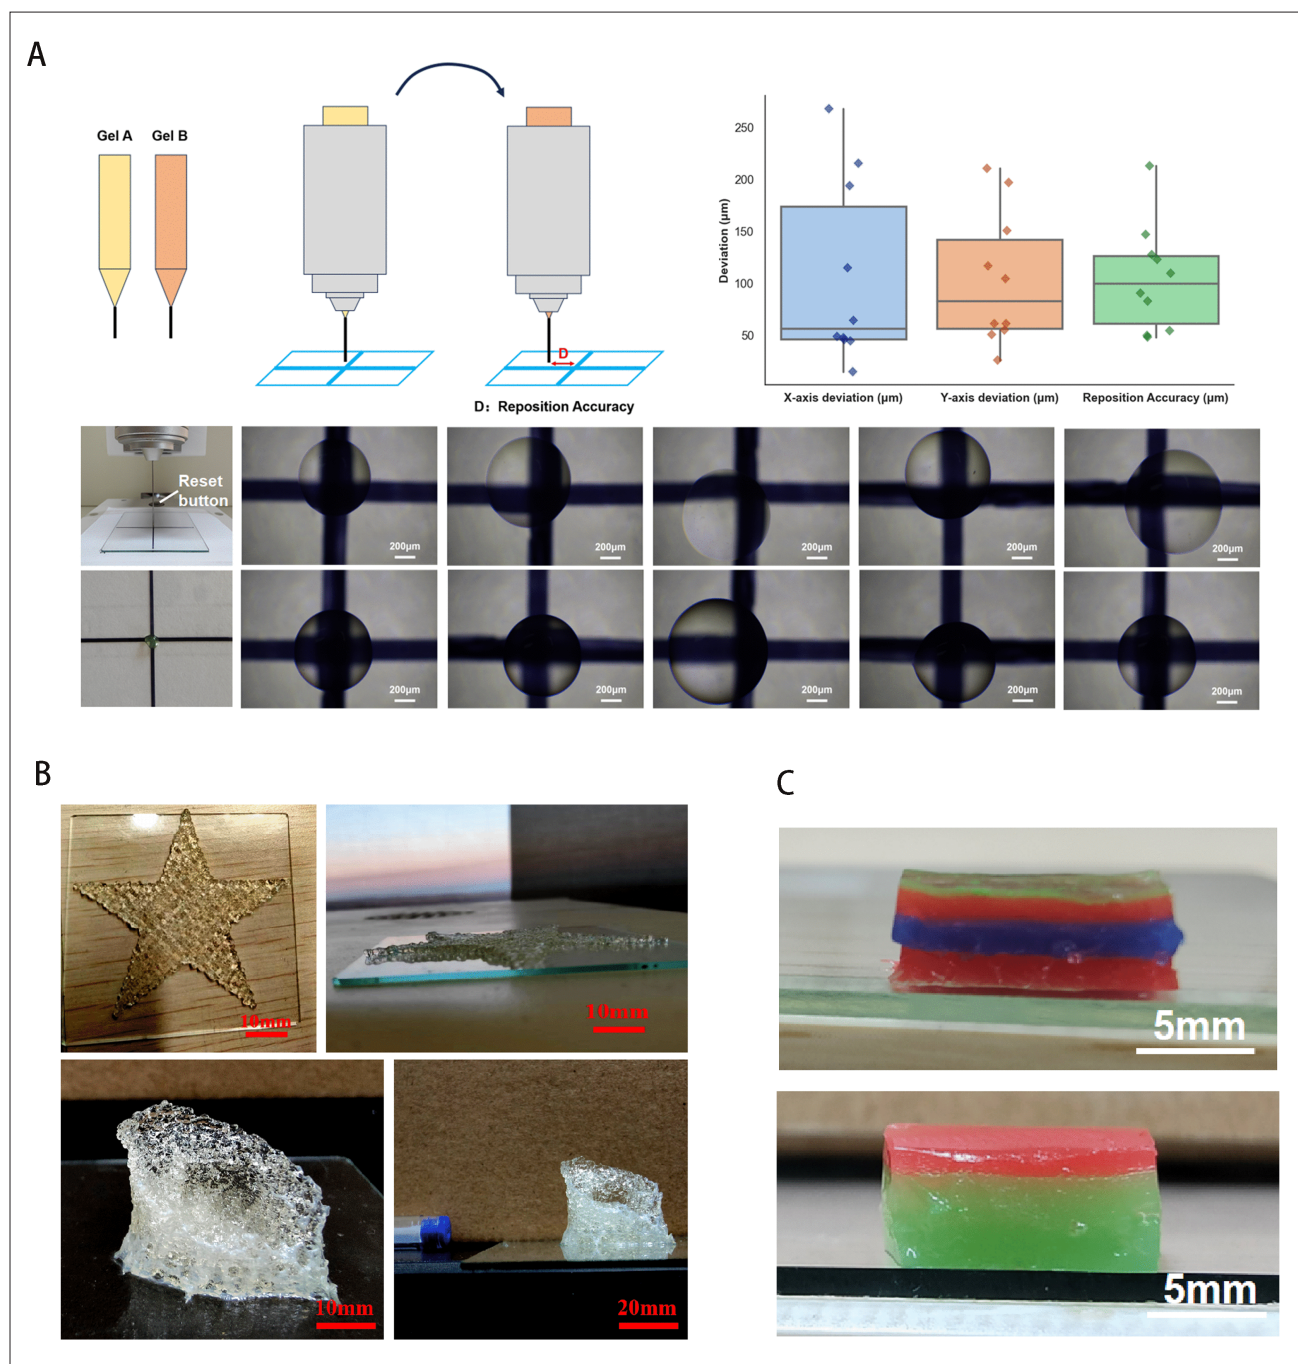 A
Gel A
Gel B
D
D: Reposition Accuracy
Deviation (μm)
250
200
150
100
50
X-axis deviation (μm)
Y-axis deviation (μm)
Reposition Accuracy (μm)
Reset
button
200μm
200μm
200μm
200μm
200μm
200μm
200μm
200μm
200μm
200μm
B
10mm
10mm
10mm
20mm
C
5mm
5mm